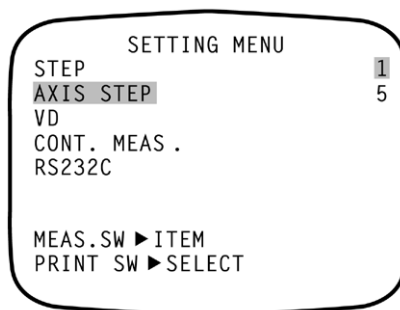 SETTING MENU
STEP 1
AXIS STEP 5
VD
CONT. MEAS.
RS232C
MEAS.SW▶ITEM
PRINT SW▶SELECT